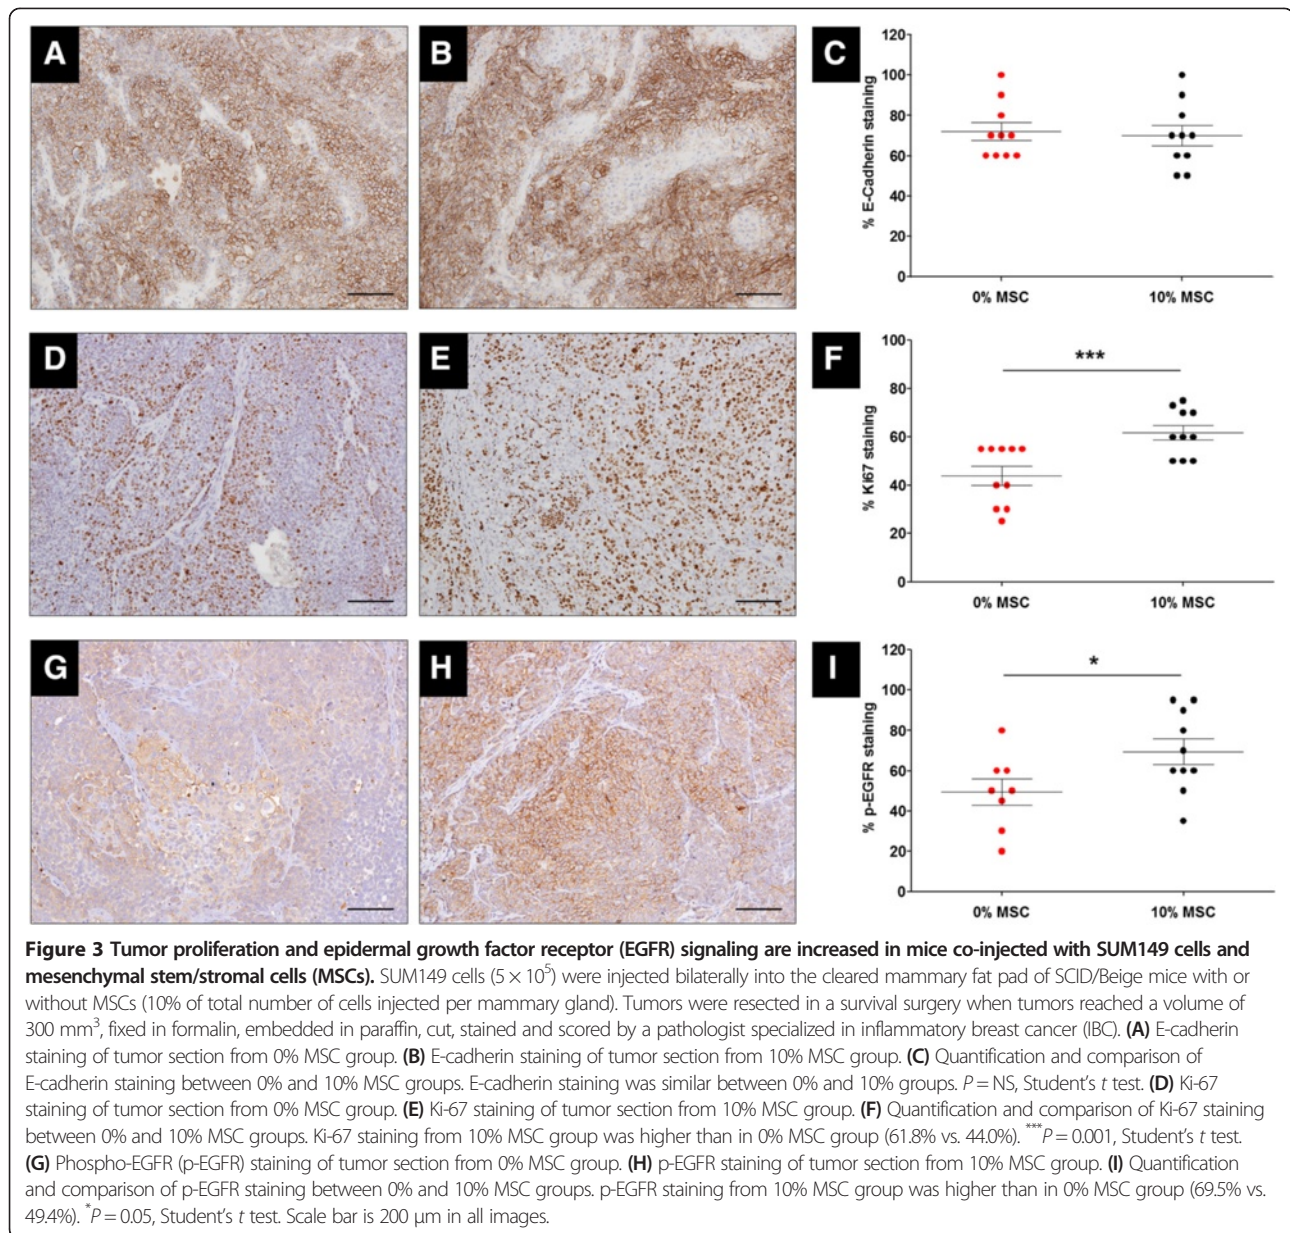 A
B
C
120
100
80
60
40
20
0
% E-Cadherin staining
0% MSC
10% MSC
D
E
F
100
80
60
40
20
0
% Ki67 staining
***
0% MSC
10% MSC
G
H
I
120
100
80
60
40
20
0
% p-EGFR staining
*
0% MSC
10% MSC
Figure 3 Tumor proliferation and epidermal growth factor receptor (EGFR) signaling are increased in mice co-injected with SUM149 cells and
mesenchymal stem/stromal cells (MSCs). SUM149 cells (5 × 10⁵) were injected bilaterally into the cleared mammary fat pad of SCID/Beige mice with or
without MSCs (10% of total number of cells injected per mammary gland). Tumors were resected in a survival surgery when tumors reached a volume of
300 mm³, fixed in formalin, embedded in paraffin, cut, stained and scored by a pathologist specialized in inflammatory breast cancer (IBC). (A) E-cadherin
staining of tumor section from 0% MSC group. (B) E-cadherin staining of tumor section from 10% MSC group. (C) Quantification and comparison of
E-cadherin staining between 0% and 10% MSC groups. E-cadherin staining was similar between 0% and 10% groups. P = NS, Student's t test. (D) Ki-67
staining of tumor section from 0% MSC group. (E) Ki-67 staining of tumor section from 10% MSC group. (F) Quantification and comparison of Ki-67 staining
between 0% and 10% MSC groups. Ki-67 staining from 10% MSC group was higher than in 0% MSC group (61.8% vs. 44.0%). ***P = 0.001, Student's t test.
(G) Phospho-EGFR (p-EGFR) staining of tumor section from 0% MSC group. (H) p-EGFR staining of tumor section from 10% MSC group. (I) Quantification
and comparison of p-EGFR staining between 0% and 10% MSC groups. p-EGFR staining from 10% MSC group was higher than in 0% MSC group (69.5% vs.
49.4%). *P = 0.05, Student's t test. Scale bar is 200 μm in all images.